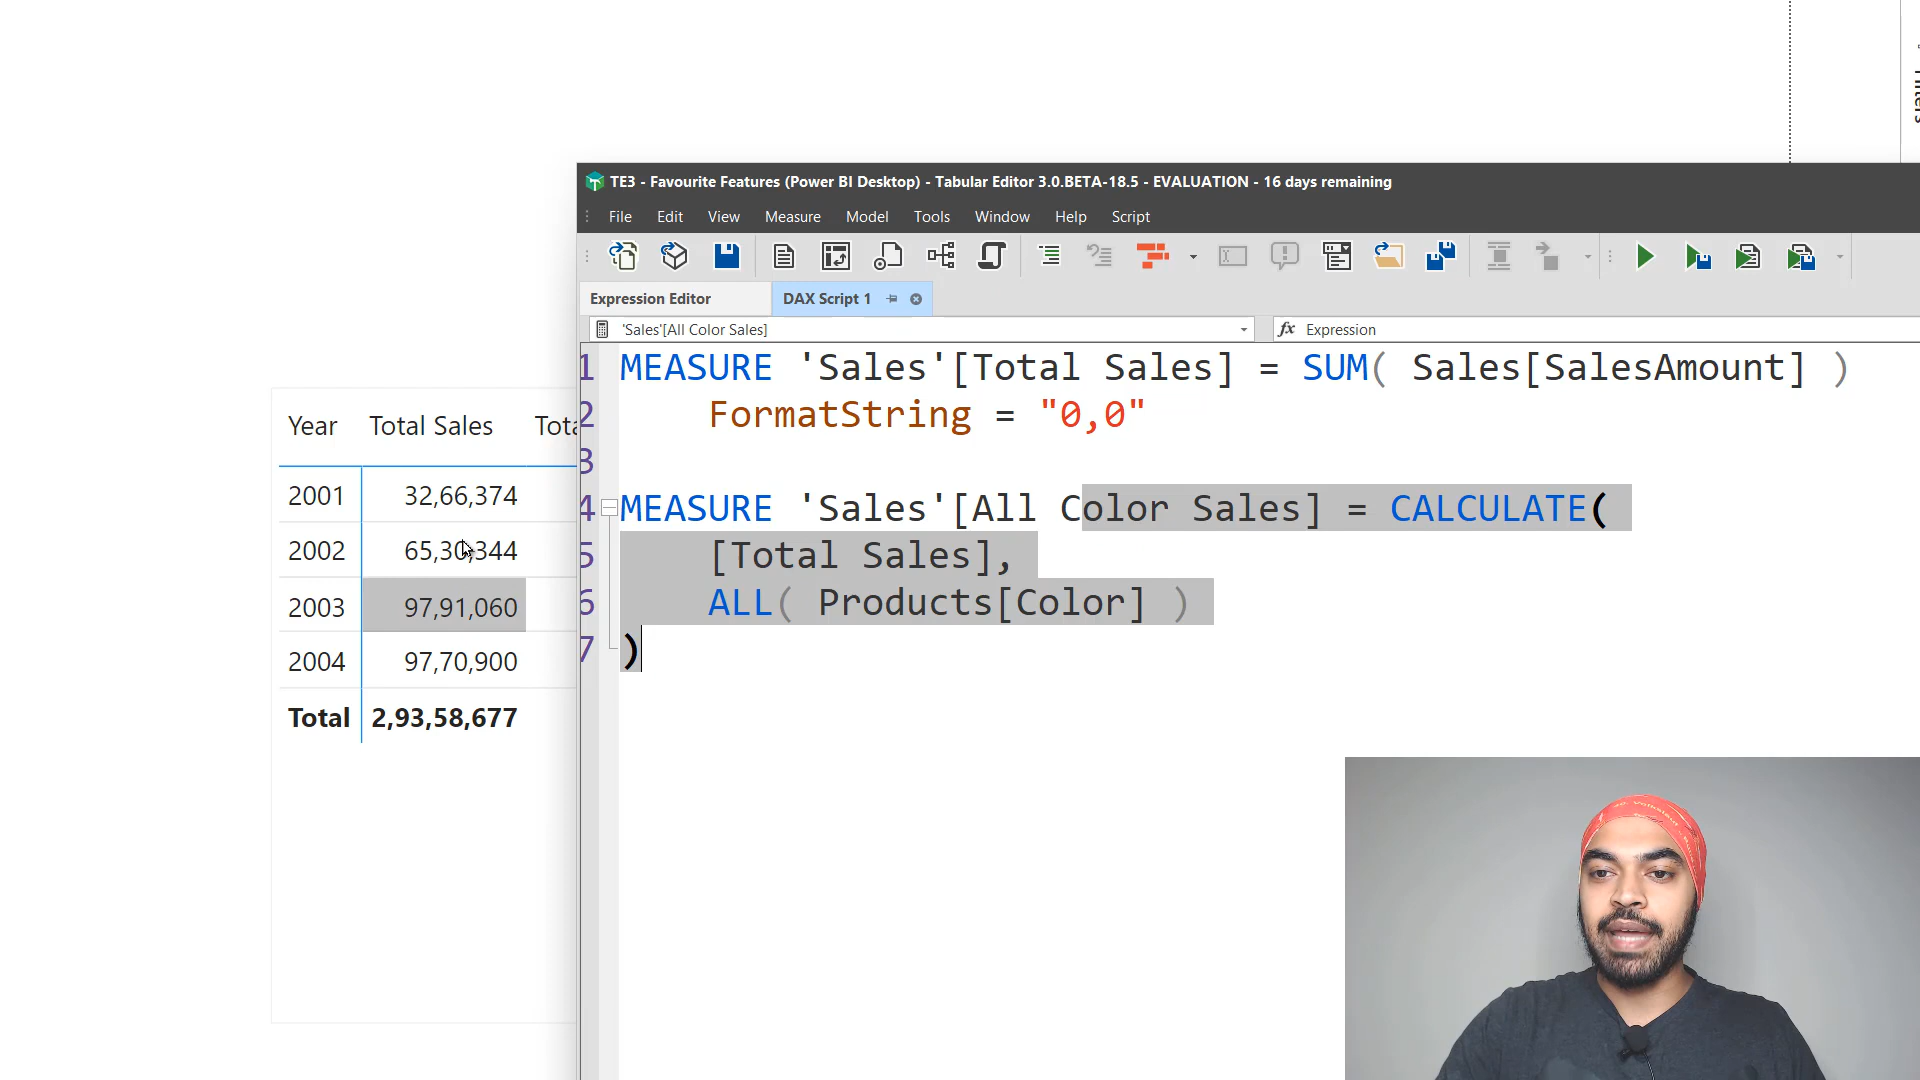 Filters
TE3 - Favourite Features (Power BI Desktop) - Tabular Editor 3.0.BETA-18.5 - EVALUATION - 16 days remaining
File Edit View Measure Model Tools Window Help Script
Expression Editor DAX Script 1
'Sales'[All Color Sales] fx Expression
1 MEASURE 'Sales'[Total Sales] = SUM( Sales[SalesAmount] )
2 FormatString = "0,0"
3
4 MEASURE 'Sales'[All Color Sales] = CALCULATE(
5 [Total Sales],
6 ALL( Products[Color] )
7 )
Year Total Sales Tota
2001 32,66,374
2002 65,30,344
2003 97,91,060
2004 97,70,900
Total 2,93,58,677